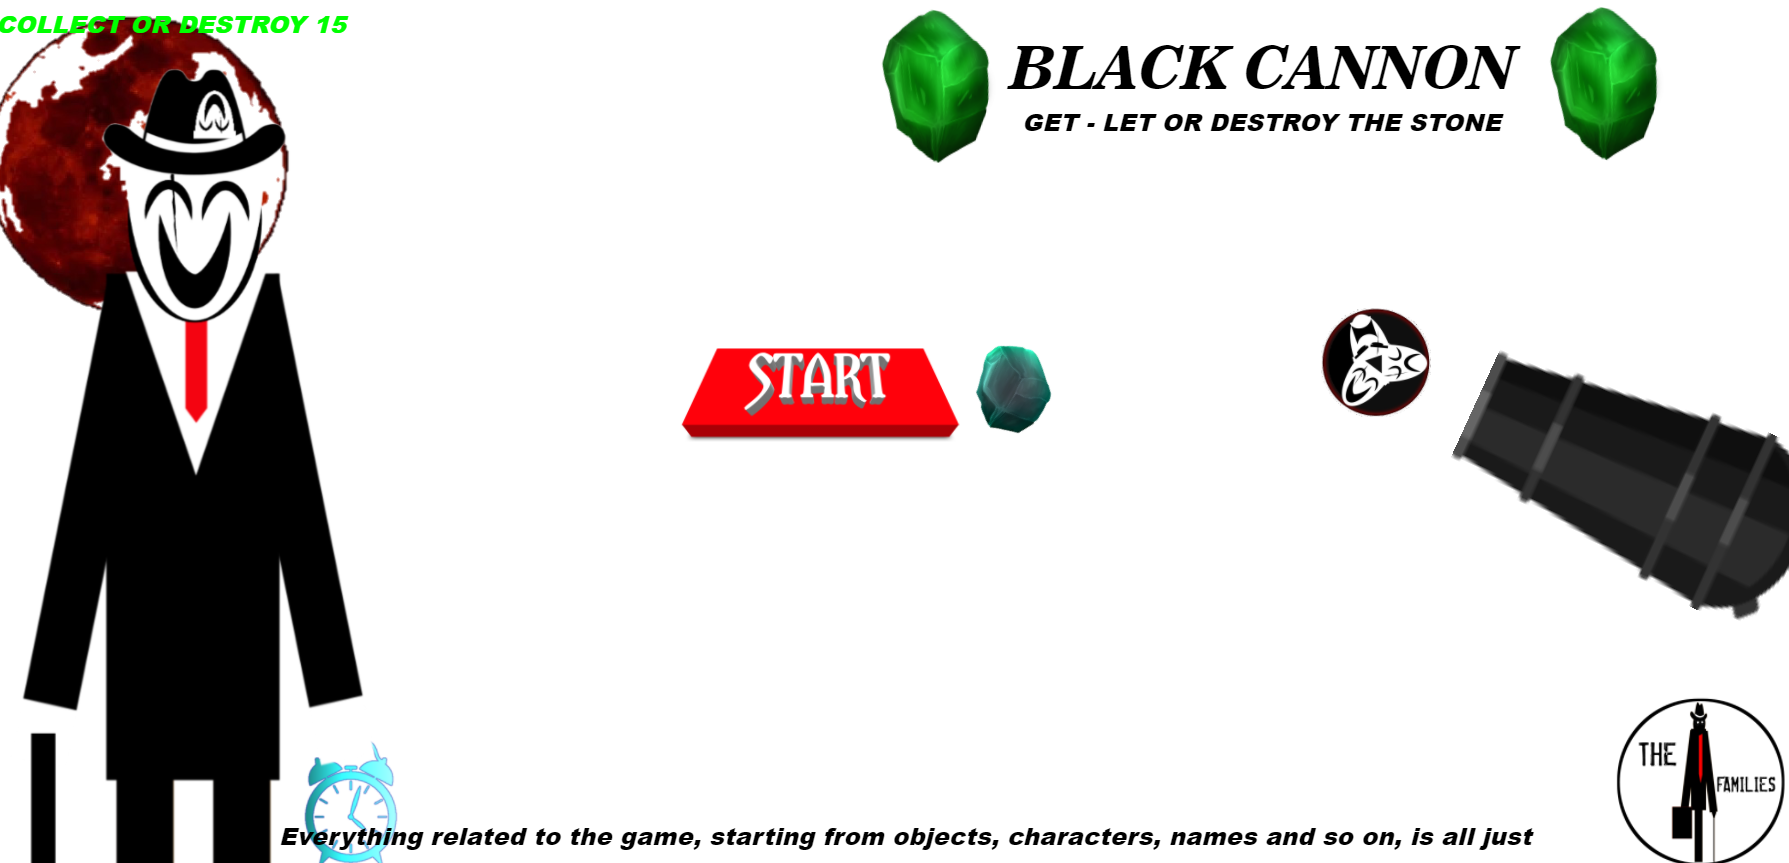 COLLECT OR DESTROY 15
BLACK CANNON
GET - LET OR DESTROY THE STONE
START
THE
FAMILIES
Everything related to the game, starting from objects, characters, names and so on, is all just